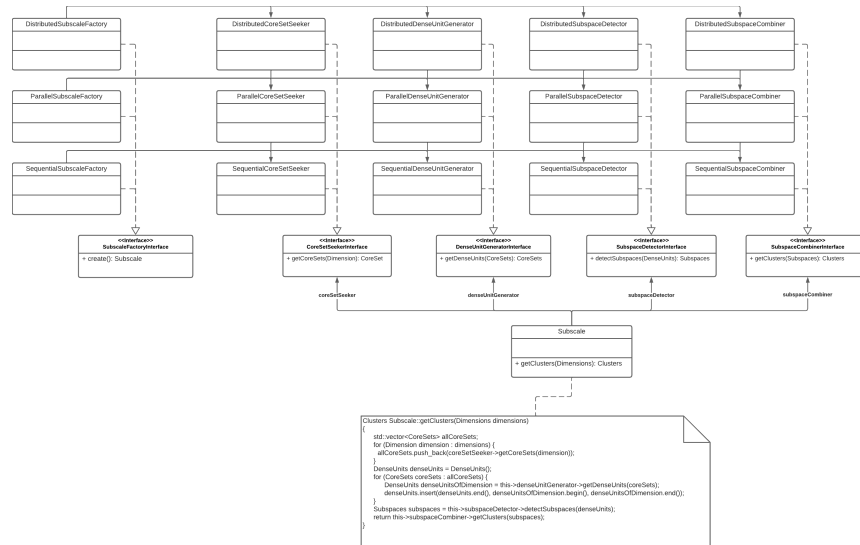 DistributedSubscaleFactory
DistributedCoreSetSeeker
DistributedDenseUnitGenerator
DistributedSubspaceDetector
DistributedSubspaceCombiner
ParallelSubscaleFactory
ParallelCoreSetSeeker
ParallelDenseUnitGenerator
ParallelSubspaceDetector
ParallelSubspaceCombiner
SequentialSubscaleFactory
SequentialCoreSetSeeker
SequentialDenseUnitGenerator
SequentialSubspaceDetector
SequentialSubspaceCombiner
<<Interface>>
SubscaleFactoryInterface
+ create(): Subscale
<<Interface>>
CoreSetSeekerInterface
+ getCoreSets(Dimension): CoreSet
<<Interface>>
DenseUnitGeneratorInterface
+ getDenseUnits(CoreSets): CoreSets
<<Interface>>
SubspaceDetectorInterface
+ detectSubspaces(DenseUnits): Subspaces
<<Interface>>
SubspaceCombinerInterface
+ getClusters(Subspaces): Clusters
coreSetSeeker
denseUnitGenerator
subspaceDetector
subspaceCombiner
Subscale
+ getClusters(Dimensions): Clusters
Clusters Subscale::getClusters(Dimensions dimensions)
{
std::vector<CoreSets> allCoreSets;
for (Dimension dimension : dimensions) {
allCoreSets.push_back(coreSetSeeker->getCoreSets(dimension));
}
DenseUnits denseUnits = DenseUnits();
for (CoreSets coreSets : allCoreSets) {
DenseUnits denseUnitsOfDimension = this->denseUnitGenerator->getDenseUnits(coreSets);
denseUnits.insert(denseUnits.end(), denseUnitsOfDimension.begin(), denseUnitsOfDimension.end());
}
Subspaces subspaces = this->subspaceDetector->detectSubspaces(denseUnits);
return this->subspaceCombiner->getClusters(subspaces);
}